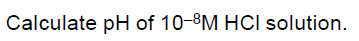 Calculate pH of 10⁻⁸M HCl solution.